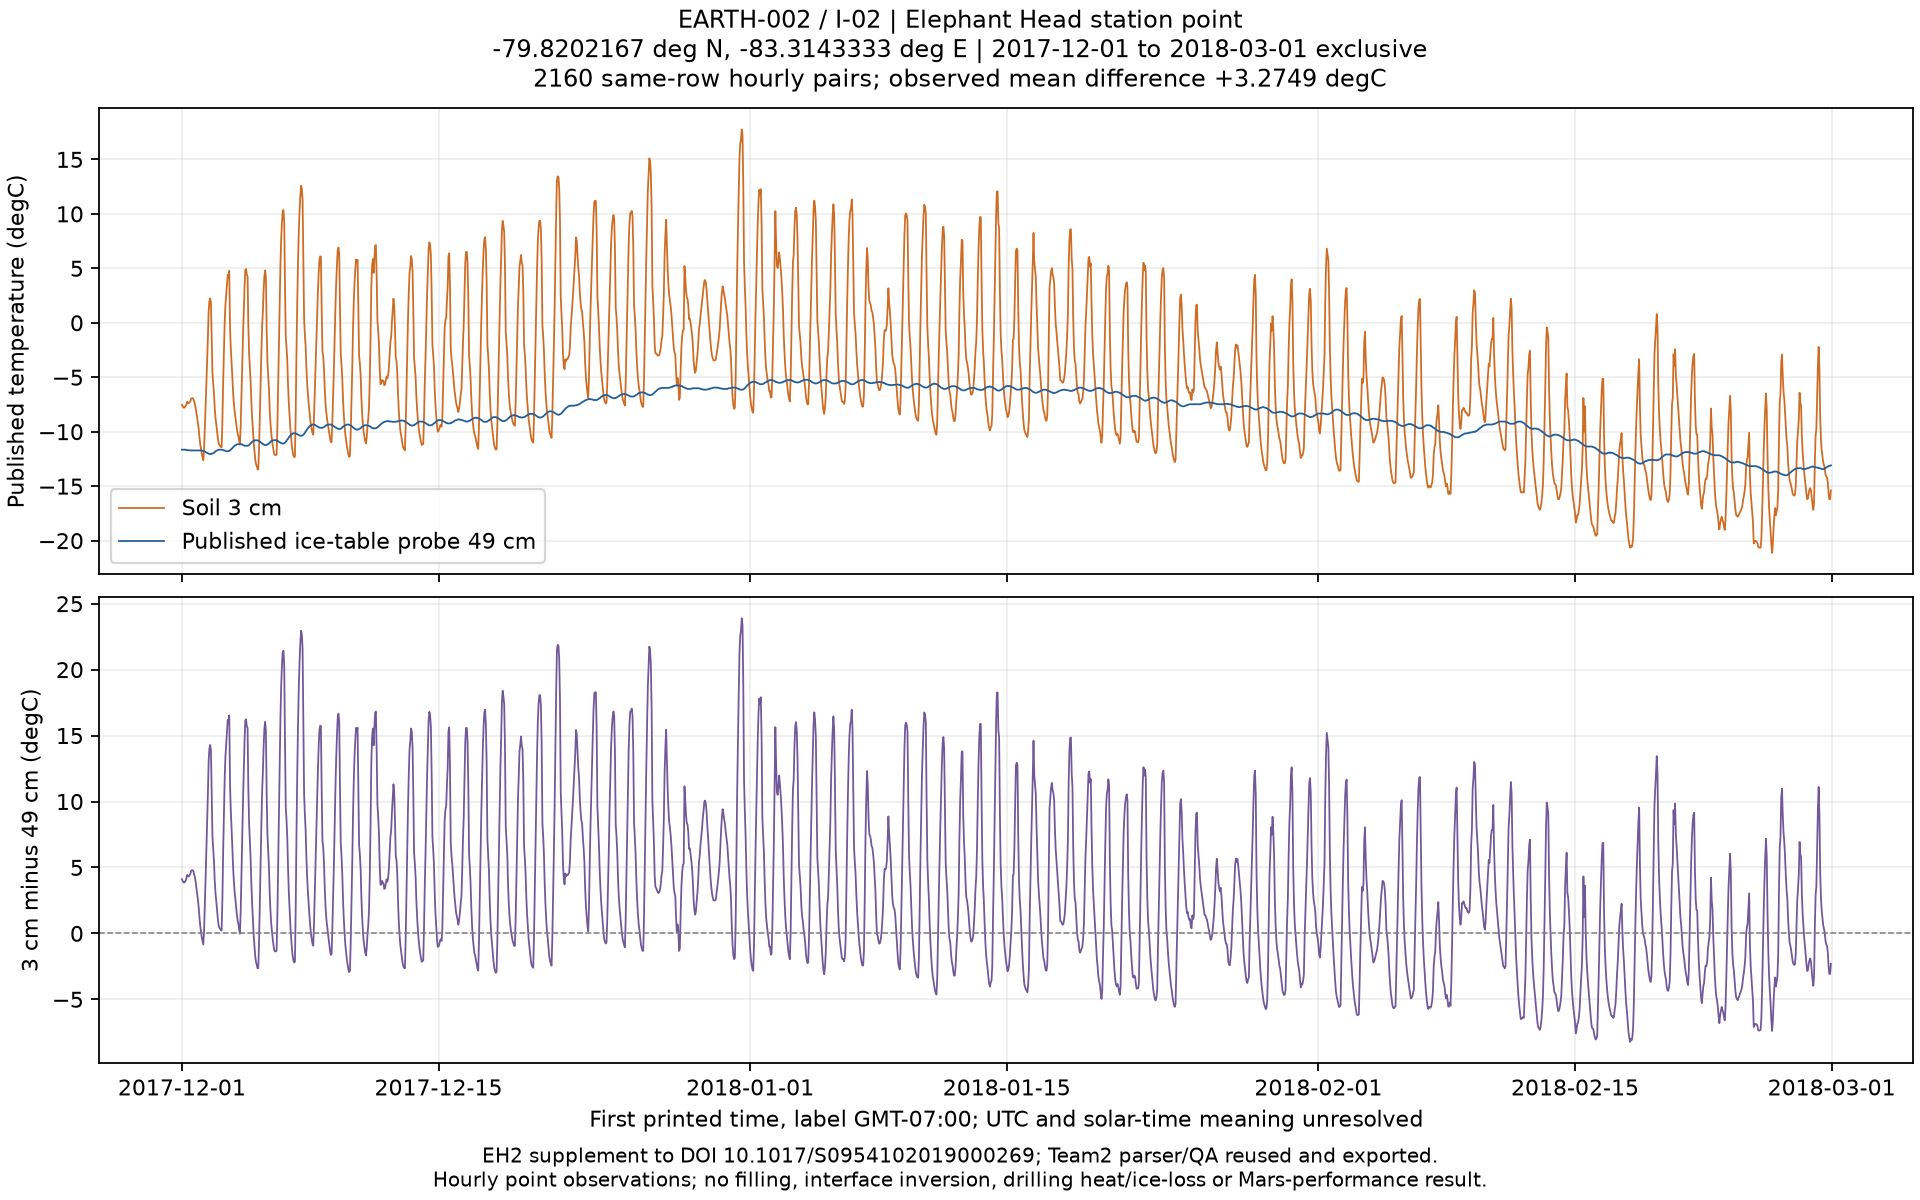 EARTH-002 / I-02 | Elephant Head station point
-79.8202167 deg N, -83.3143333 deg E | 2017-12-01 to 2018-03-01 exclusive
2160 same-row hourly pairs; observed mean difference +3.2749 degC
Published temperature (degC)
15
10
5
0
−5
−10
−15
−20
Soil 3 cm
Published ice-table probe 49 cm
3 cm minus 49 cm (degC)
25
20
15
10
5
0
−5
2017-12-01 2017-12-15 2018-01-01 2018-01-15 2018-02-01 2018-02-15 2018-03-01
First printed time, label GMT-07:00; UTC and solar-time meaning unresolved
EH2 supplement to DOI 10.1017/S0954102019000269; Team2 parser/QA reused and exported.
Hourly point observations; no filling, interface inversion, drilling heat/ice-loss or Mars-performance result.